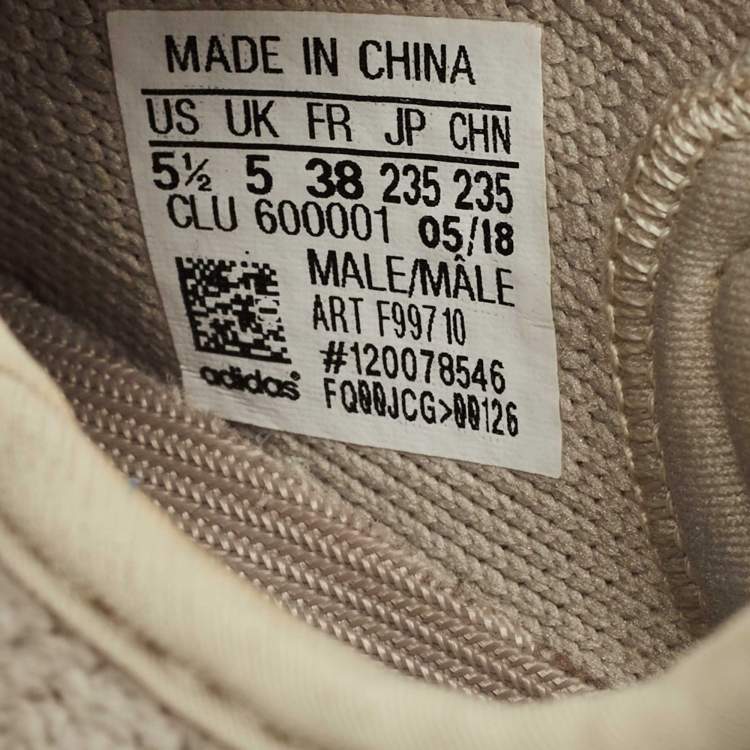 MADE IN CHINA
US UK FR JP CHN
5½ 5 38 235 235
CLU 600001 05/18
MALE/MÂLE
ART F99710
#120078546
FQ00JCG>00126
adidas®